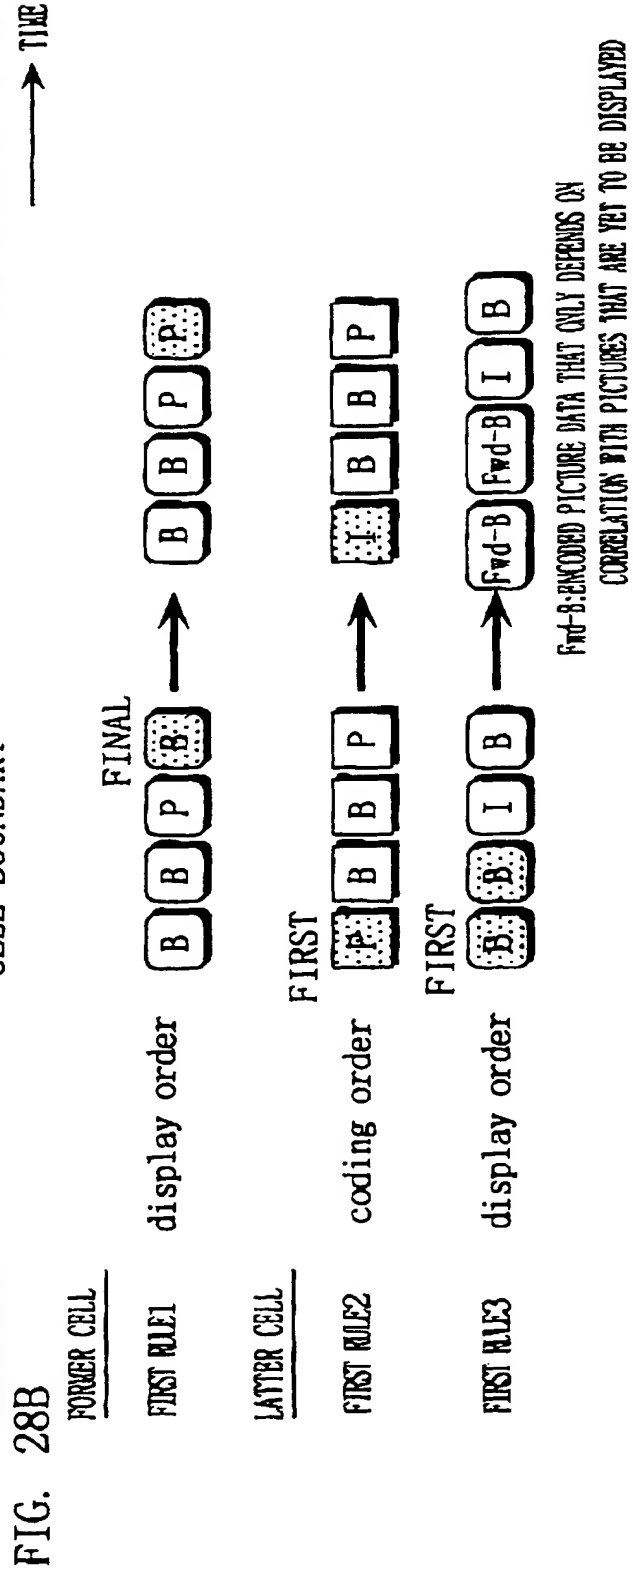 FIG. 28B
TIME
FORMER CELL
FINAL
FIRST RULE1 display order B B P B B B P P
LATTER CELL
FIRST
FIRST RULE2 coding order P B B P I B B P
FIRST
FIRST RULE3 display order B B I B Fwd-B Fwd-B I B
Fwd-B:ENCODED PICTURE DATA THAT ONLY DEPENDS ON
CORRELATION WITH PICTURES THAT ARE YET TO BE DISPLAYED